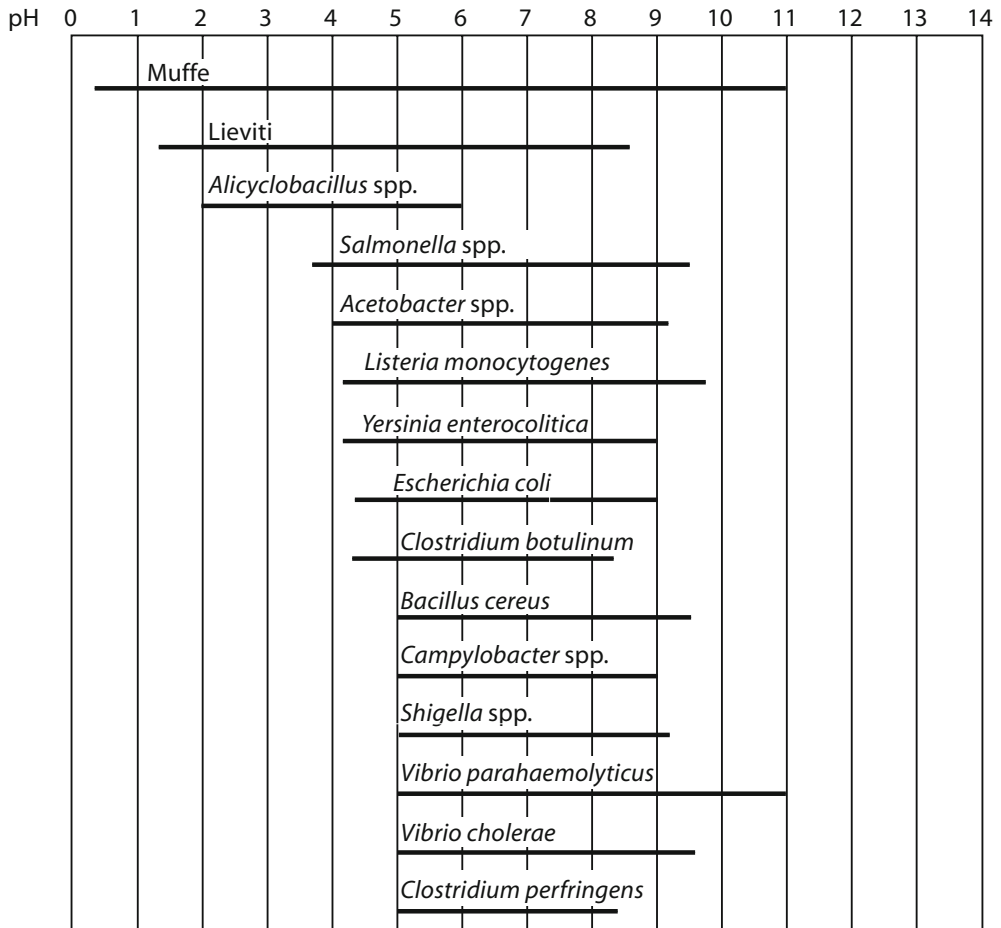 pH 0 1 2 3 4 5 6 7 8 9 10 11 12 13 14
Muffe
Lieviti
Alicyclobacillus spp.
Salmonella spp.
Acetobacter spp.
Listeria monocytogenes
Yersinia enterocolitica
Escherichia coli
Clostridium botulinum
Bacillus cereus
Campylobacter spp.
Shigella spp.
Vibrio parahaemolyticus
Vibrio cholerae
Clostridium perfringens